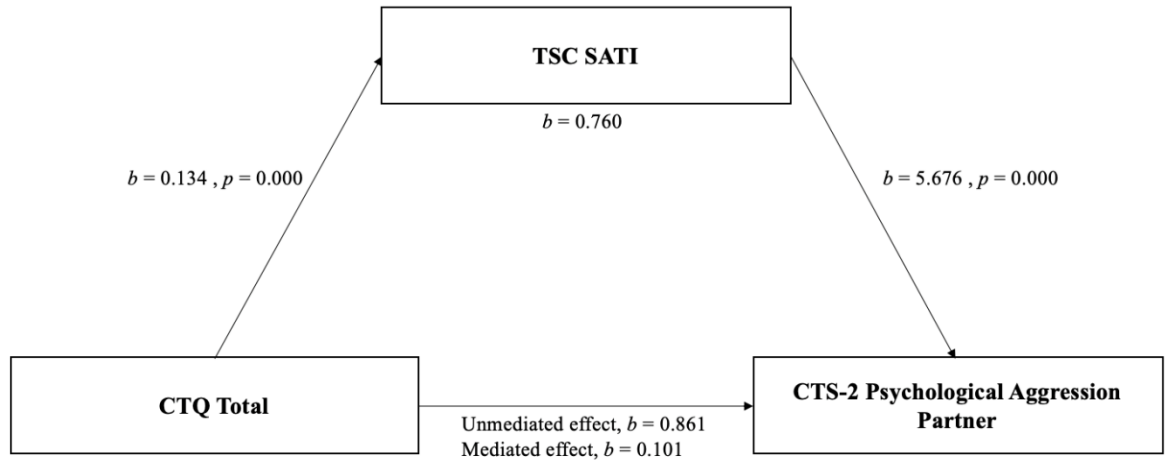 TSC SATI
b = 0.760
b = 0.134 , p = 0.000
b = 5.676 , p = 0.000
CTQ Total
CTS-2 Psychological Aggression
Partner
Unmediated effect, b = 0.861
Mediated effect, b = 0.101